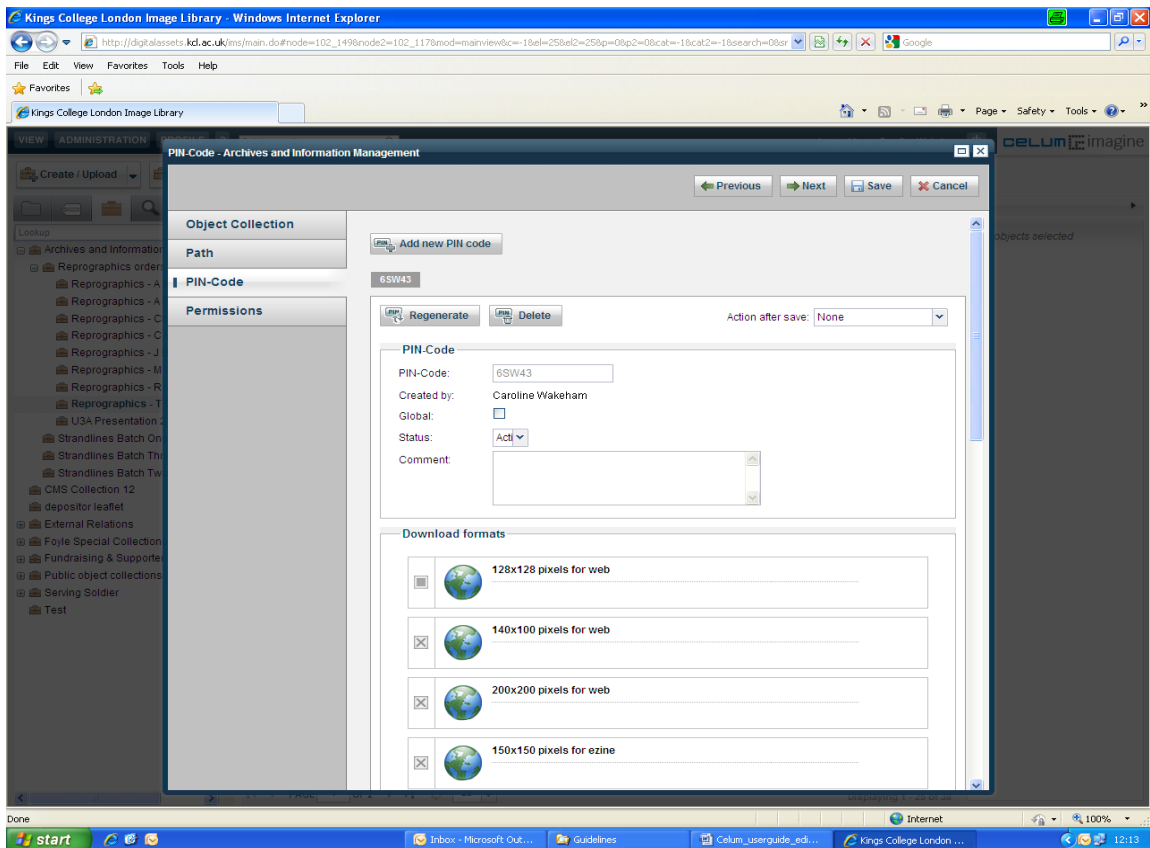 Kings College London Image Library - Windows Internet Explorer
http://digitalassets.kcl.ac.uk/ims/main.do#node=102_149&node2=102_117&mod=mainview&c=-1&el=25&el2=25&p=0&p2=0&cat=-1&cat2=-1&search=0&sr
Google
File Edit View Favorites Tools Help
Favorites
Kings College London Image Library
Page Safety Tools
VIEW ADMINISTRATION PROFILE
celum imagine
PIN-Code - Archives and Information Management
Create / Upload
Previous Next Save Cancel
Lookup
objects selected
Object Collection
Path
PIN-Code
Permissions
Archives and Information
Reprographics orders
Reprographics - A
Reprographics - A
Reprographics - C
Reprographics - C
Reprographics - J
Reprographics - M
Reprographics - R
Reprographics - T
U3A Presentation 2
Strandlines Batch On
Strandlines Batch Th
Strandlines Batch Tw
CMS Collection 12
depositor leaflet
External Relations
Foyle Special Collection
Fundraising & Supporte
Public object collections
Serving Soldier
Test
Add new PIN code
6SW43
Regenerate Delete Action after save: None
PIN-Code
PIN-Code: 6SW43
Created by: Caroline Wakeham
Global:
Status: Acti
Comment:
Download formats
128x128 pixels for web
140x100 pixels for web
200x200 pixels for web
150x150 pixels for ezine
Done Internet 100%
start Inbox - Microsoft Out... Guidelines Celum_userguide_edi... Kings College London ... 12:13